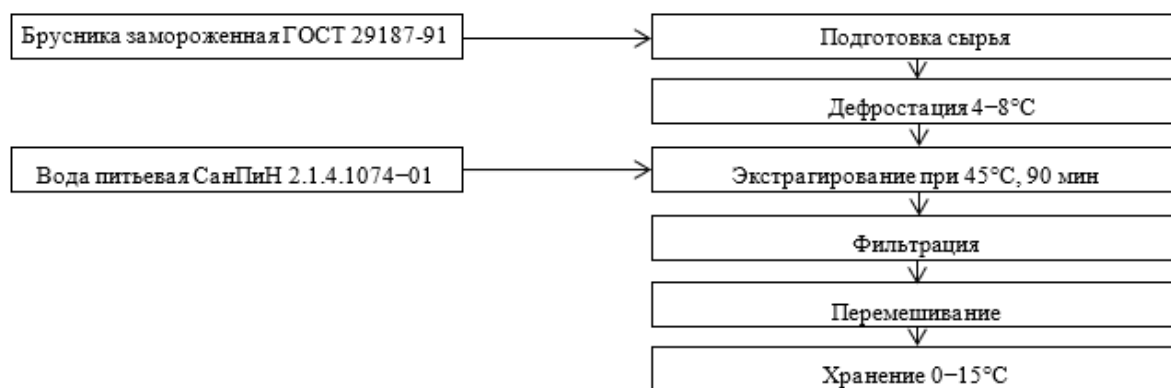 Брусника замороженная ГОСТ 29187-91
Подготовка сырья
Дефростация 4−8°С
Вода питьевая СанПиН 2.1.4.1074−01
Экстрагирование при 45°С, 90 мин
Фильтрация
Перемешивание
Хранение 0−15°С